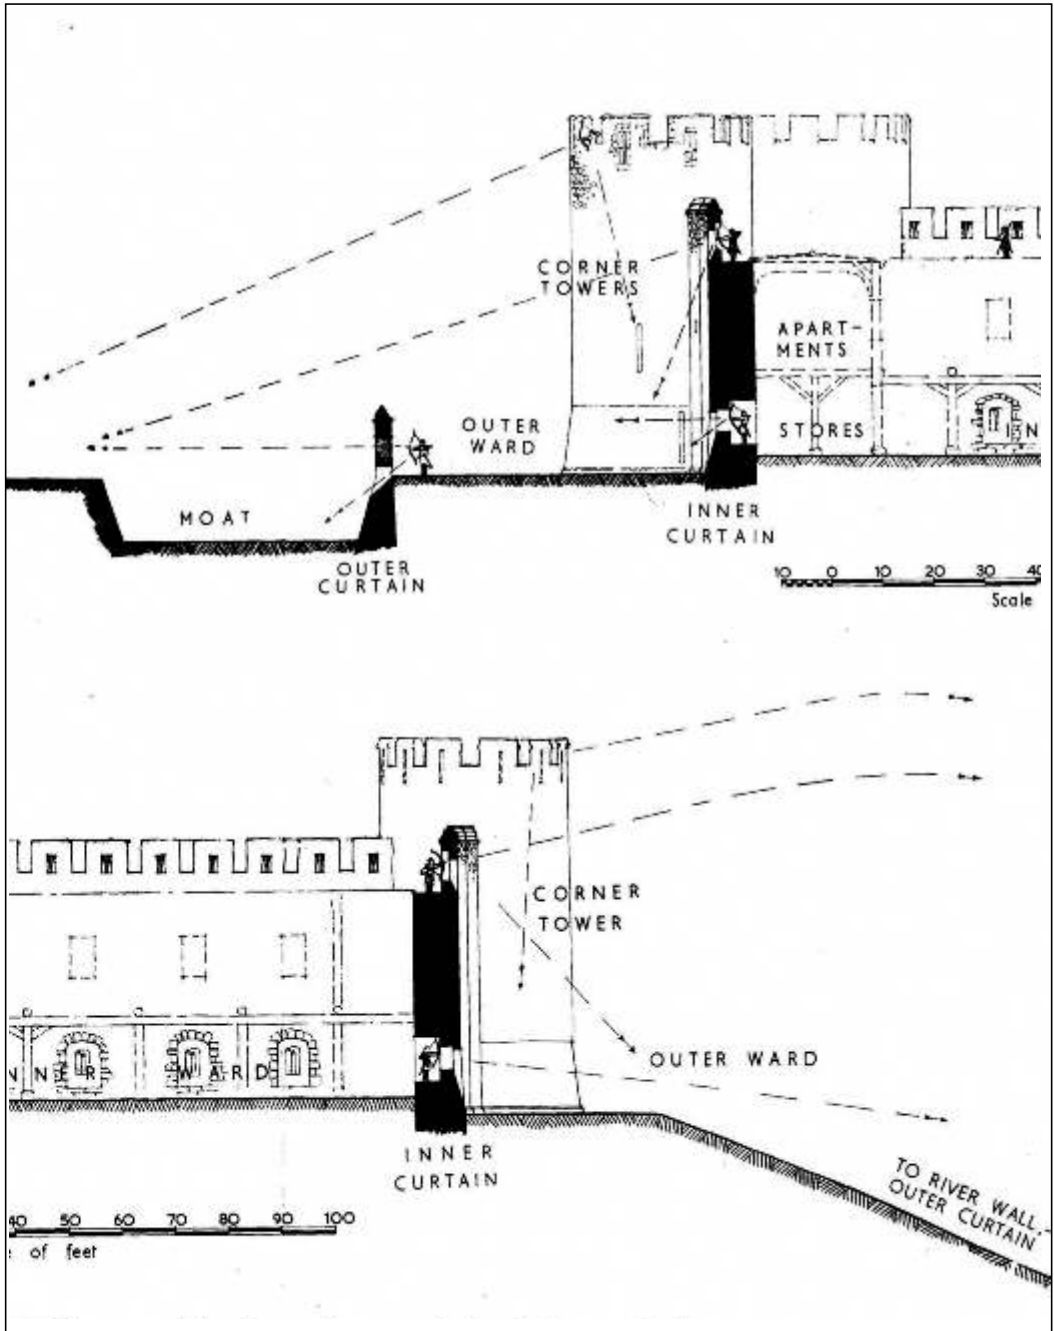 CORNER
TOWERS
APART-
MENTS
OUTER
WARD
STORES
IN
MOAT
INNER
CURTAIN
OUTER
CURTAIN
10 0 10 20 30 40
Scale
CORNER
TOWER
OUTER WARD
NNER WARD
INNER
CURTAIN
TO RIVER WALL,
OUTER CURTAIN
40 50 60 70 80 90 100
of feet